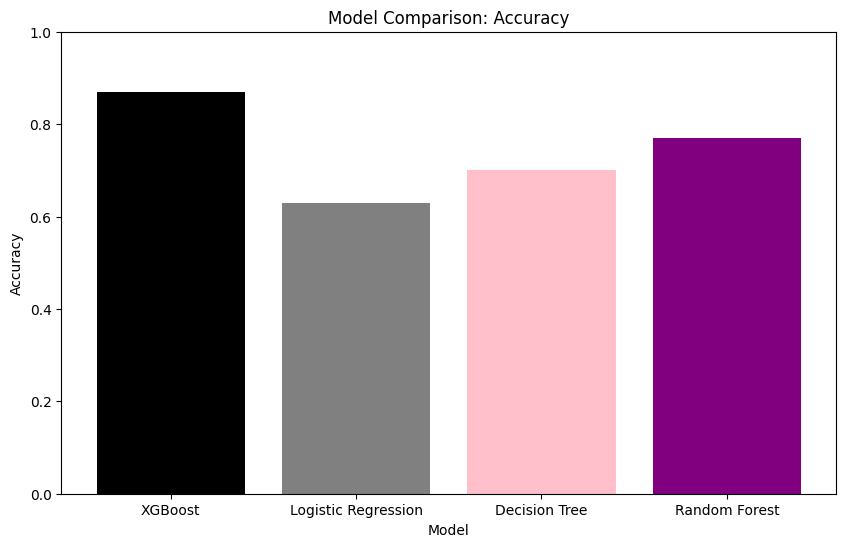 Model Comparison: Accuracy
1.0
0.8
0.6
0.4
0.2
0.0
Accuracy
XGBoost
Logistic Regression
Decision Tree
Random Forest
Model